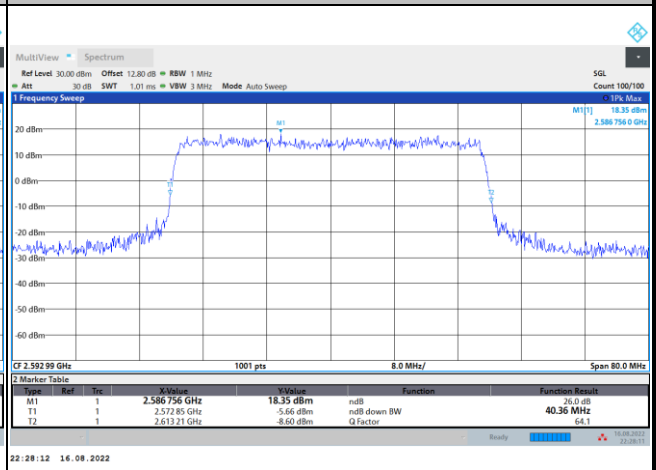 MultiView Spectrum
Ref Level 30.00 dBm Offset 12.80 dB RBW 1 MHz SGL
Att 30 dB SWT 1.01 ms VBW 3 MHz Mode Auto Sweep Count 100/100
1 Frequency Sweep 1Pk Max
M1[1] 18.35 dBm
2.586 756 0 GHz
M1
20 dBm
10 dBm
0 dBm
T1
T2
-10 dBm
-20 dBm
-30 dBm
-40 dBm
-50 dBm
-60 dBm
CF 2.592 99 GHz 1001 pts 8.0 MHz/ Span 80.0 MHz
2 Marker Table
Type Ref Trc X-Value Y-Value Function Function Result
M1 1 2.586 756 GHz 18.35 dBm ndB 26.0 dB
T1 1 2.572 85 GHz -5.66 dBm ndB down BW 40.36 MHz
T2 1 2.613 21 GHz -8.60 dBm Q Factor 64.1
Ready 16.08.2022
22:28:11
22:28:12 16.08.2022